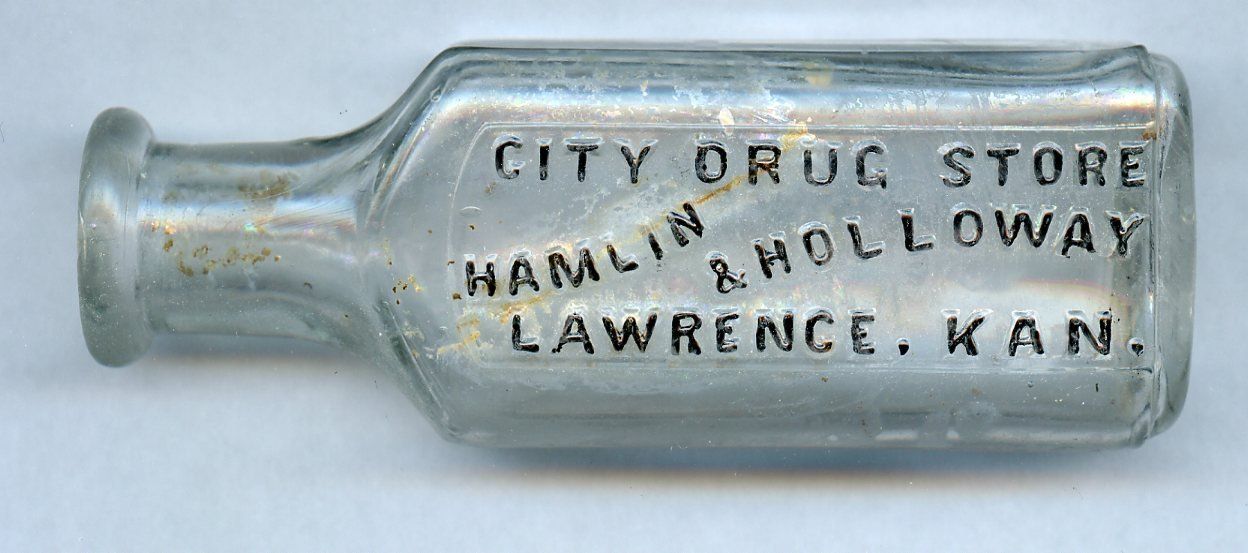 CITY DRUG STORE
HAMLIN & HOLLOWAY
LAWRENCE. KAN.